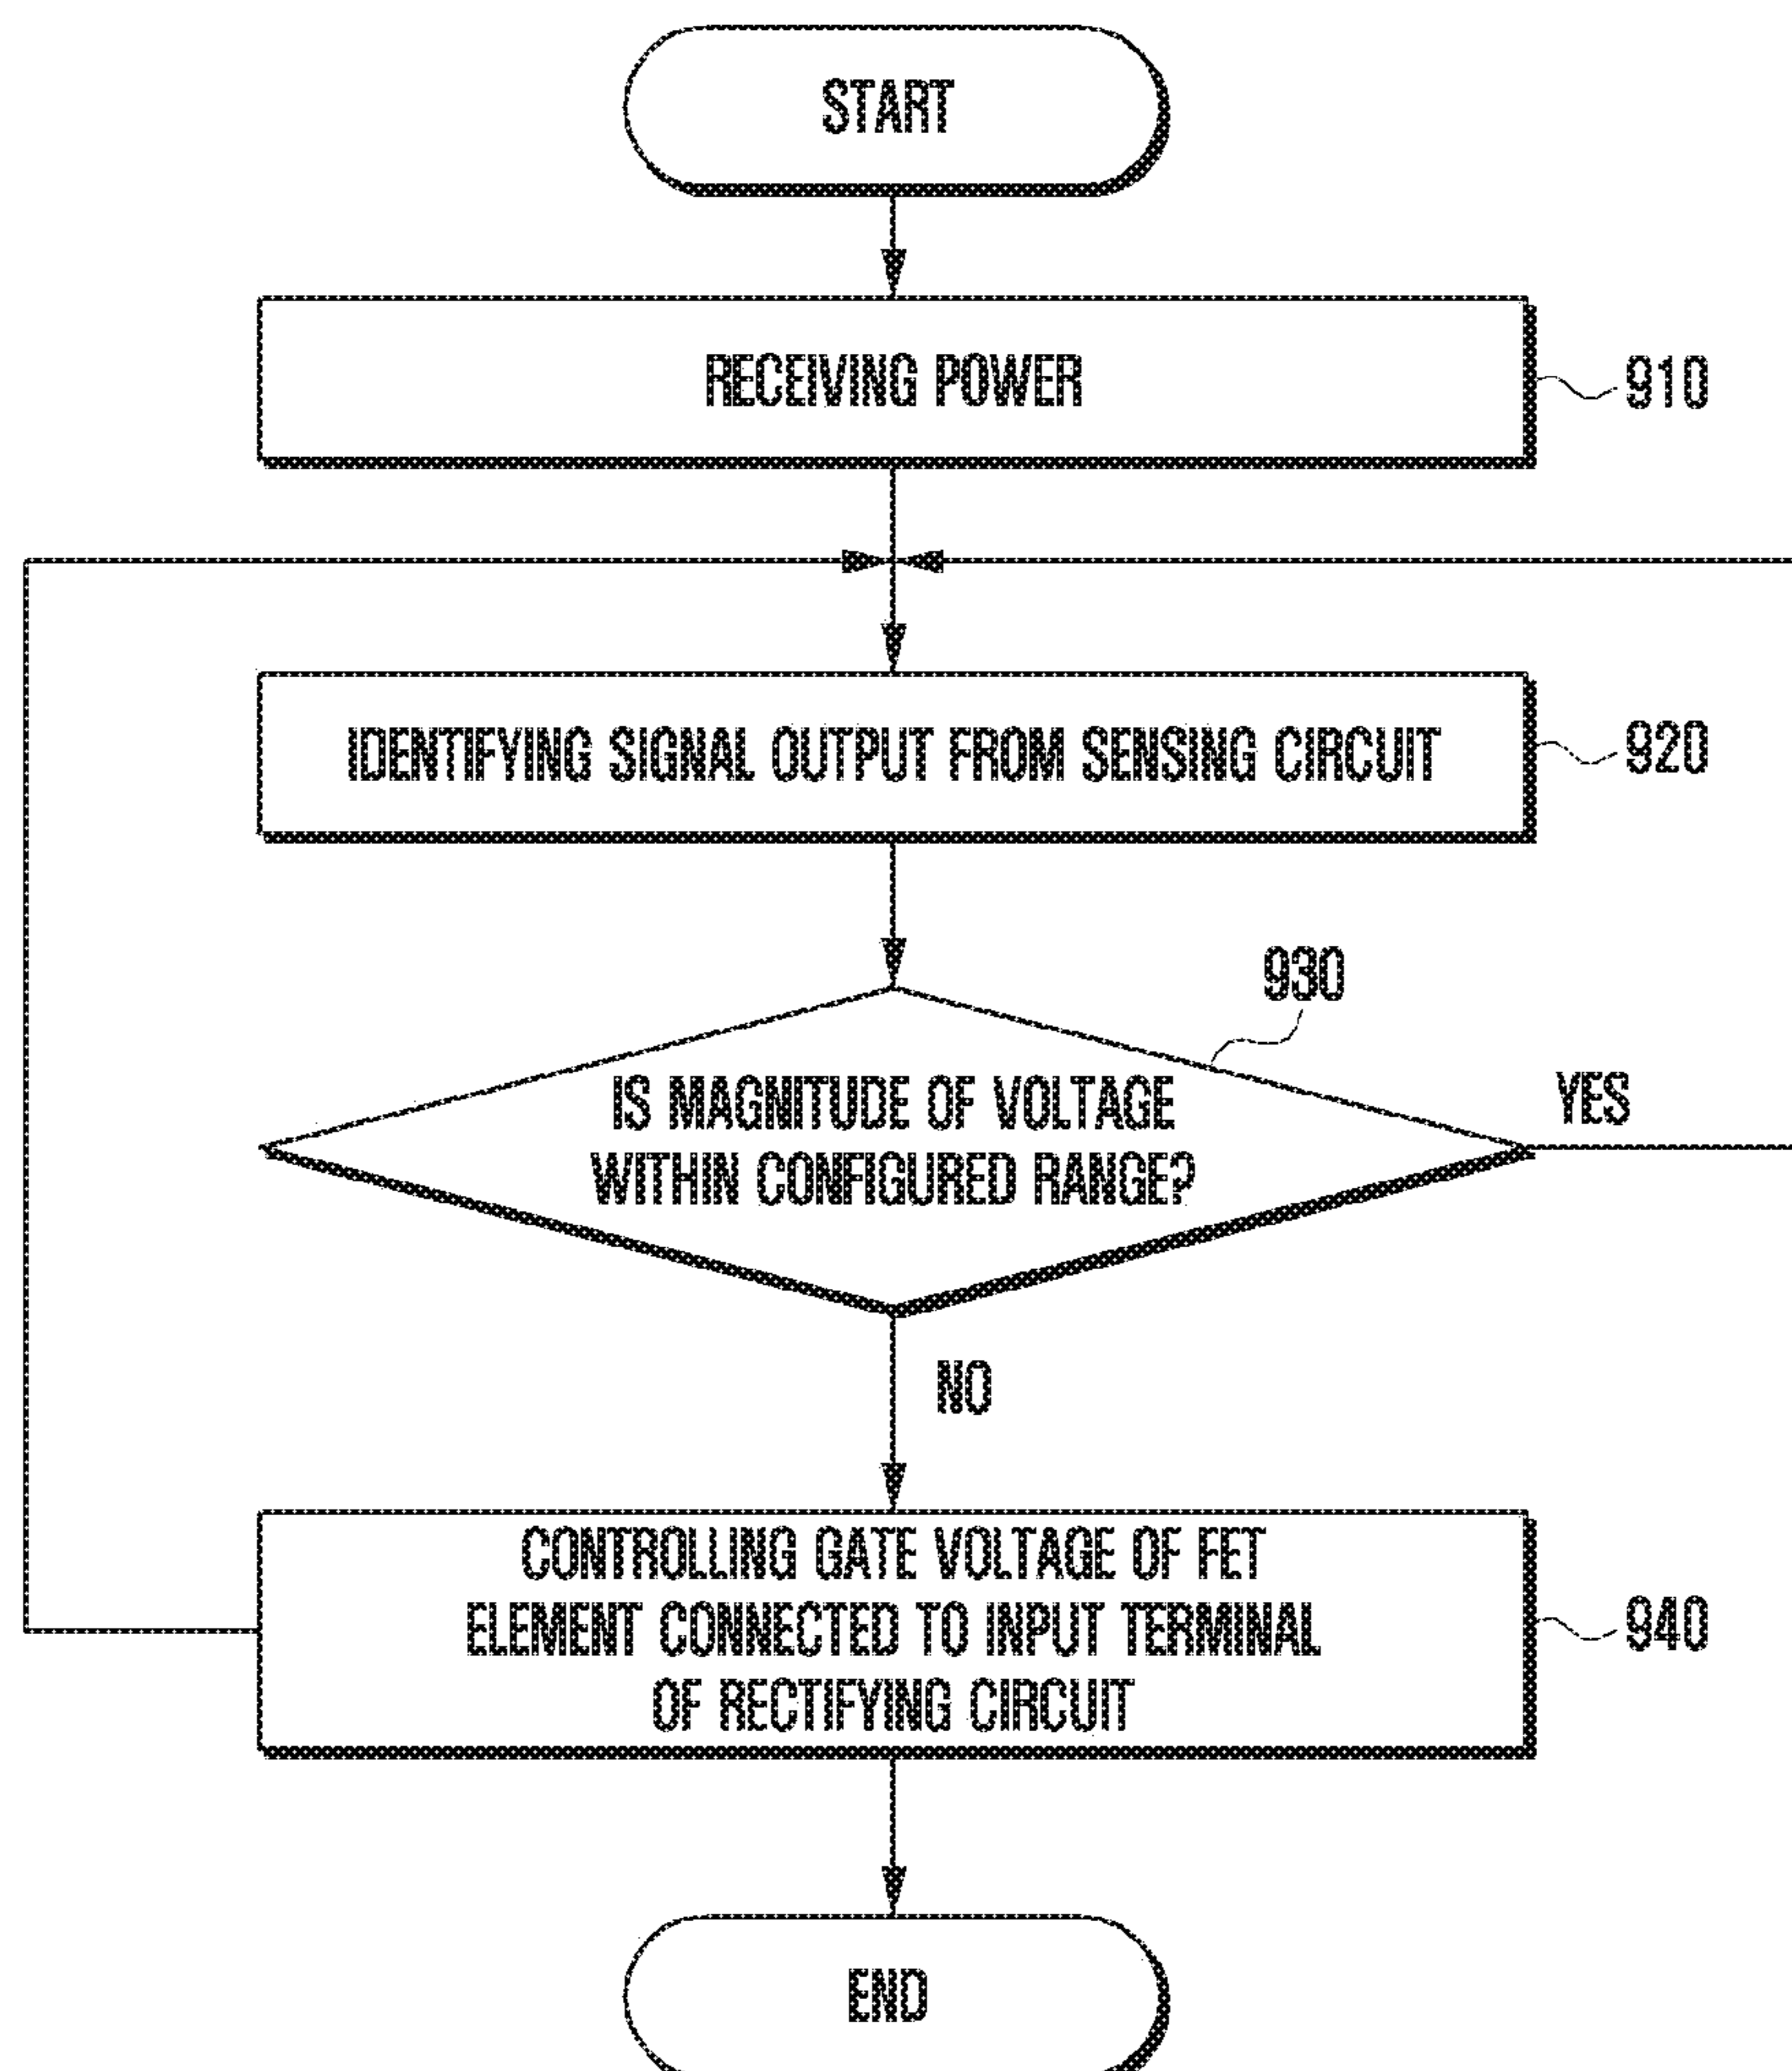 START
RECEIVING POWER
910
IDENTIFYING SIGNAL OUTPUT FROM SENSING CIRCUIT
920
930
IS MAGNITUDE OF VOLTAGE
WITHIN CONFIGURED RANGE?
YES
NO
CONTROLLING GATE VOLTAGE OF FET
ELEMENT CONNECTED TO INPUT TERMINAL
OF RECTIFYING CIRCUIT
940
END